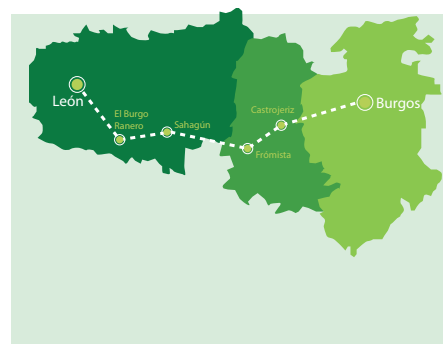 León
El Burgo
Ranero
Sahagún
Castrojeriz
Frómista
Burgos